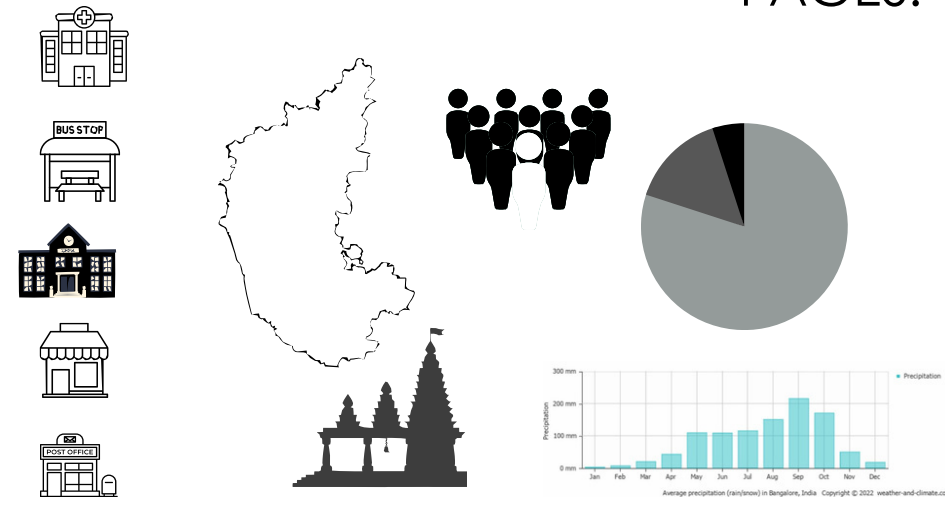 PAGES.
BUS STOP
POST OFFICE
300 mm
200 mm
100 mm
0 mm
Precipitation
Jan Feb Mar Apr May Jun Jul Aug Sep Oct Nov Dec
Precipitation
Average precipitation (rain/snow) in Bangalore, India Copyright © 2022 weather-and-climate.co